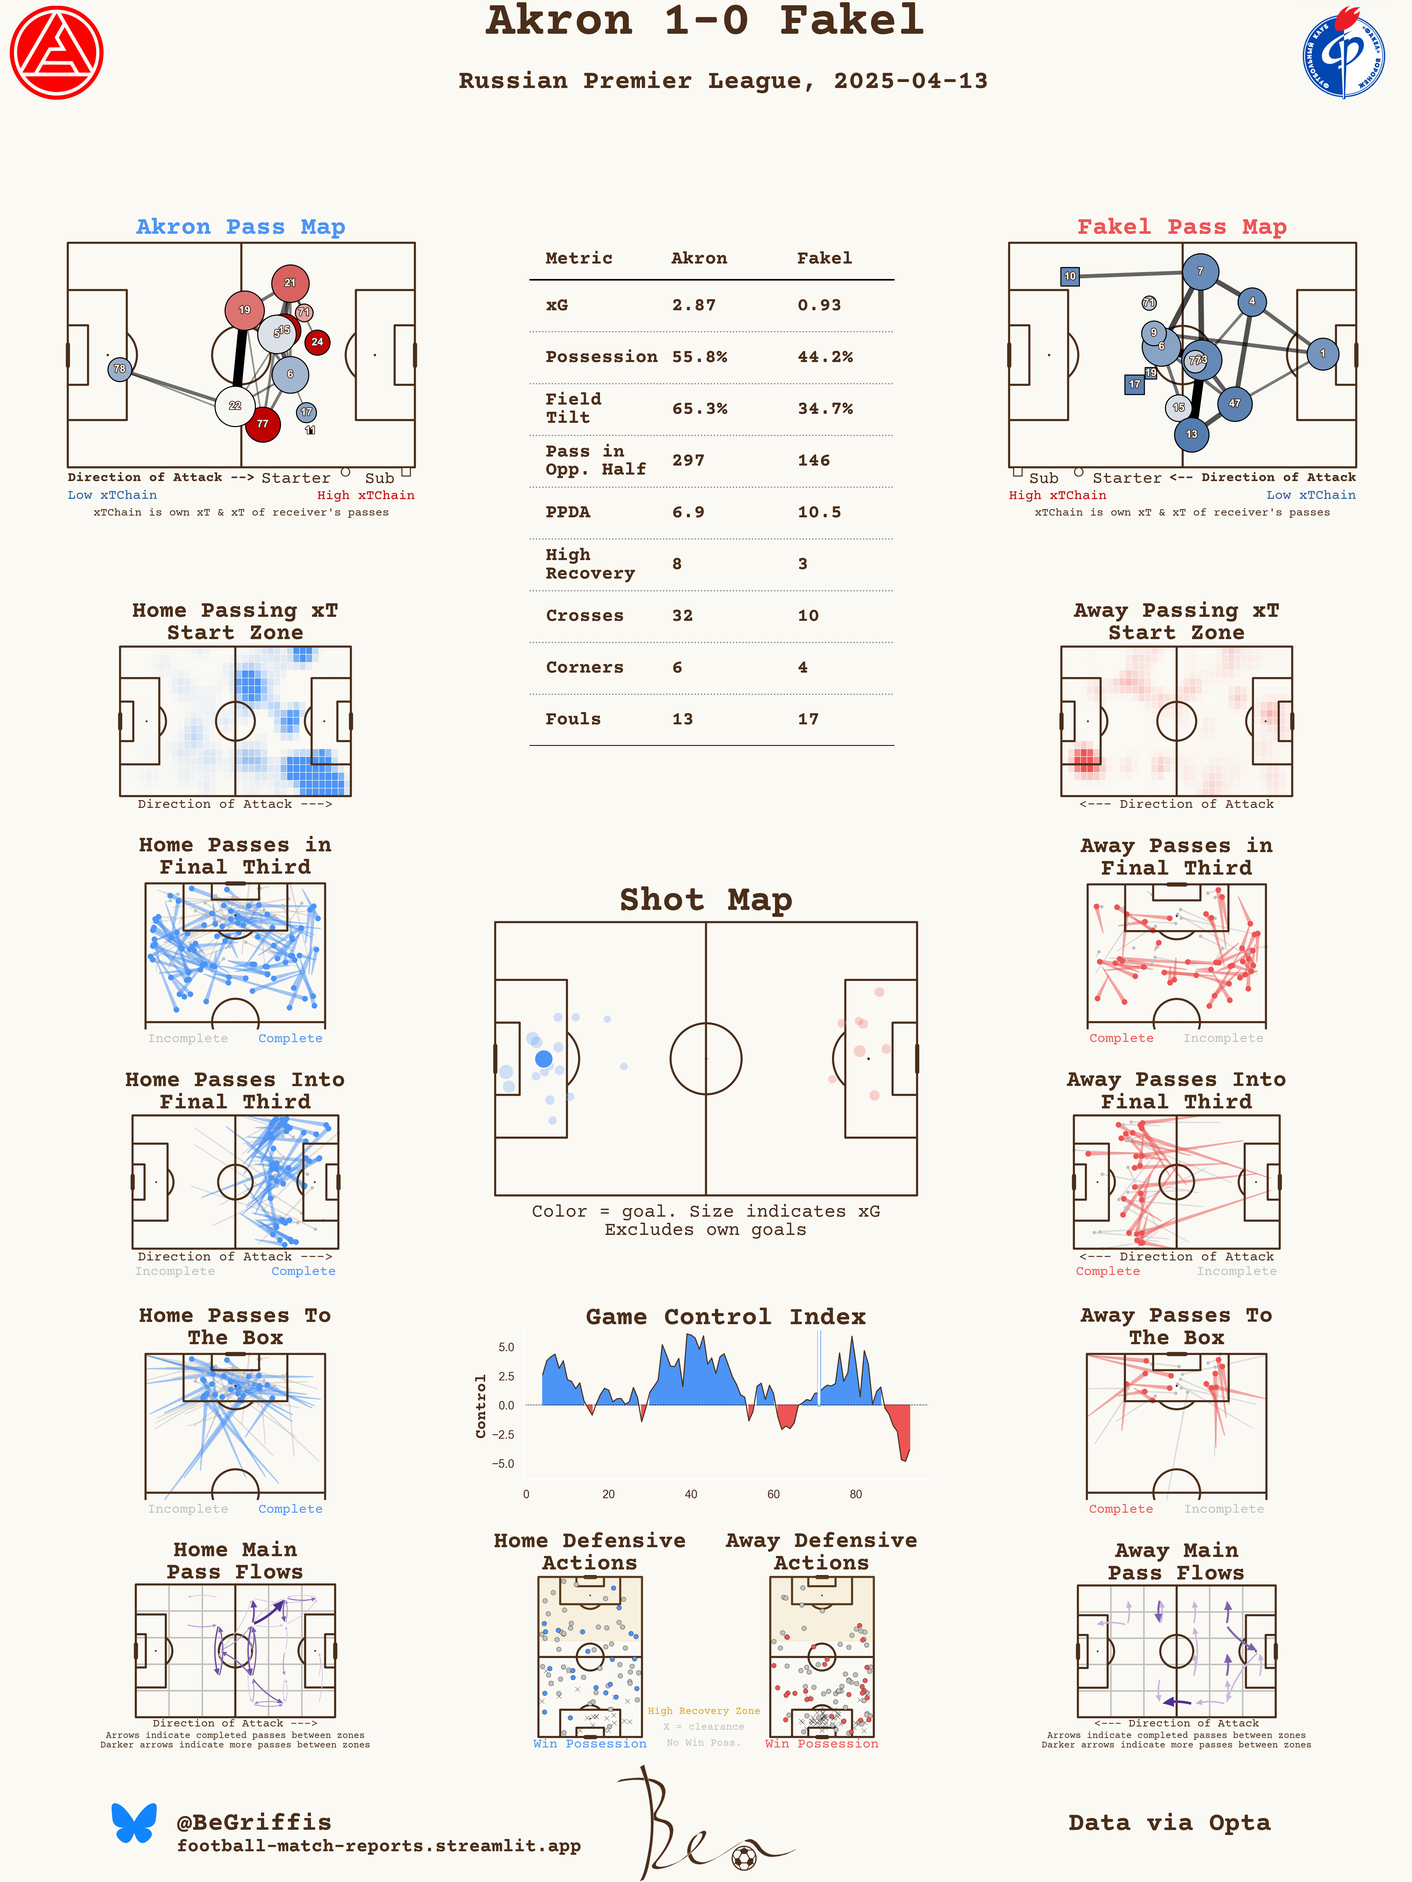 Akron 1-0 Fakel
Russian Premier League, 2025-04-13
ФУТБОЛЬНЫЙ КЛУБ «ФАКЕЛ» ВОРОНЕЖ
Akron Pass Map
21
19
71
5
15
24
78
6
22
17
77
11
Direction of Attack --> Starter Sub
Low xTChain High xTChain
xTChain is own xT & xT of receiver's passes
Metric Akron Fakel
xG 2.87 0.93
Possession 55.8% 44.2%
Field
Tilt 65.3% 34.7%
Pass in
Opp. Half 297 146
PPDA 6.9 10.5
High
Recovery 8 3
Crosses 32 10
Corners 6 4
Fouls 13 17
Fakel Pass Map
10
7
71
4
9
6
1
77
19
17
15
47
13
Sub Starter <-- Direction of Attack
High xTChain Low xTChain
xTChain is own xT & xT of receiver's passes
Home Passing xT
Start Zone
Direction of Attack --->
Away Passing xT
Start Zone
<--- Direction of Attack
Home Passes in
Final Third
Incomplete Complete
Away Passes in
Final Third
Complete Incomplete
Shot Map
Color = goal. Size indicates xG
Excludes own goals
Home Passes Into
Final Third
Direction of Attack --->
Incomplete Complete
Away Passes Into
Final Third
<--- Direction of Attack
Complete Incomplete
Home Passes To
The Box
Incomplete Complete
Game Control Index
Control
5.0
2.5
0.0
−2.5
−5.0
0 20 40 60 80
Away Passes To
The Box
Complete Incomplete
Home Main
Pass Flows
Direction of Attack --->
Arrows indicate completed passes between zones
Darker arrows indicate more passes between zones
Home Defensive
Actions
Win Possession
High Recovery Zone
X = clearance
No Win Poss.
Away Defensive
Actions
Win Possession
Away Main
Pass Flows
<--- Direction of Attack
Arrows indicate completed passes between zones
Darker arrows indicate more passes between zones
@BeGriffis
football-match-reports.streamlit.app
Ben
Data via Opta